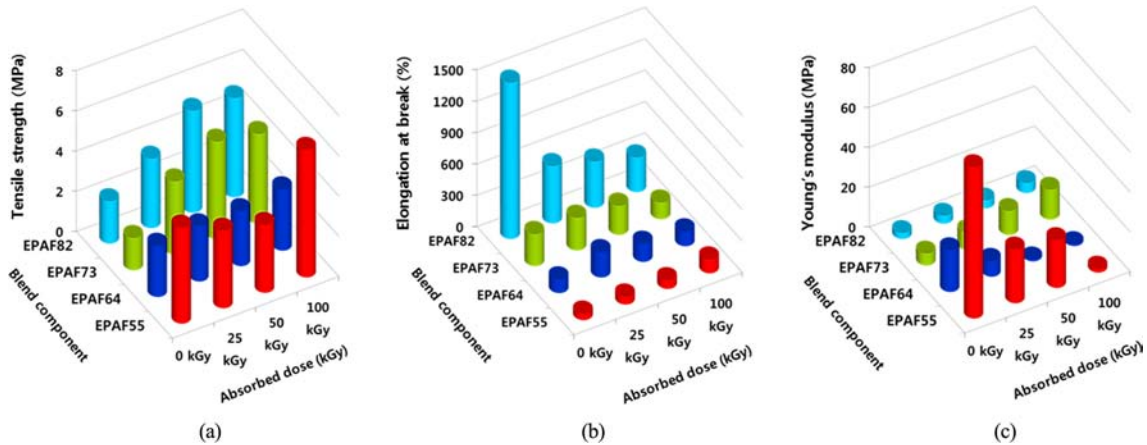 Tensile strength (MPa)
8
6
4
2
0
EPAF82
EPAF73
EPAF64
EPAF55
Blend component
0 kGy
25
kGy
50
kGy
100
kGy
Absorbed dose (kGy)
(a)
Elongation at break (%)
1500
1200
900
600
300
0
EPAF82
EPAF73
EPAF64
EPAF55
Blend component
0 kGy
25
kGy
50
kGy
100
kGy
Absorbed dose (kGy)
(b)
Young's modulus (MPa)
80
60
40
20
0
EPAF82
EPAF73
EPAF64
EPAF55
Blend component
0 kGy
25
kGy
50
kGy
100
kGy
Absorbed dose (kGy)
(c)